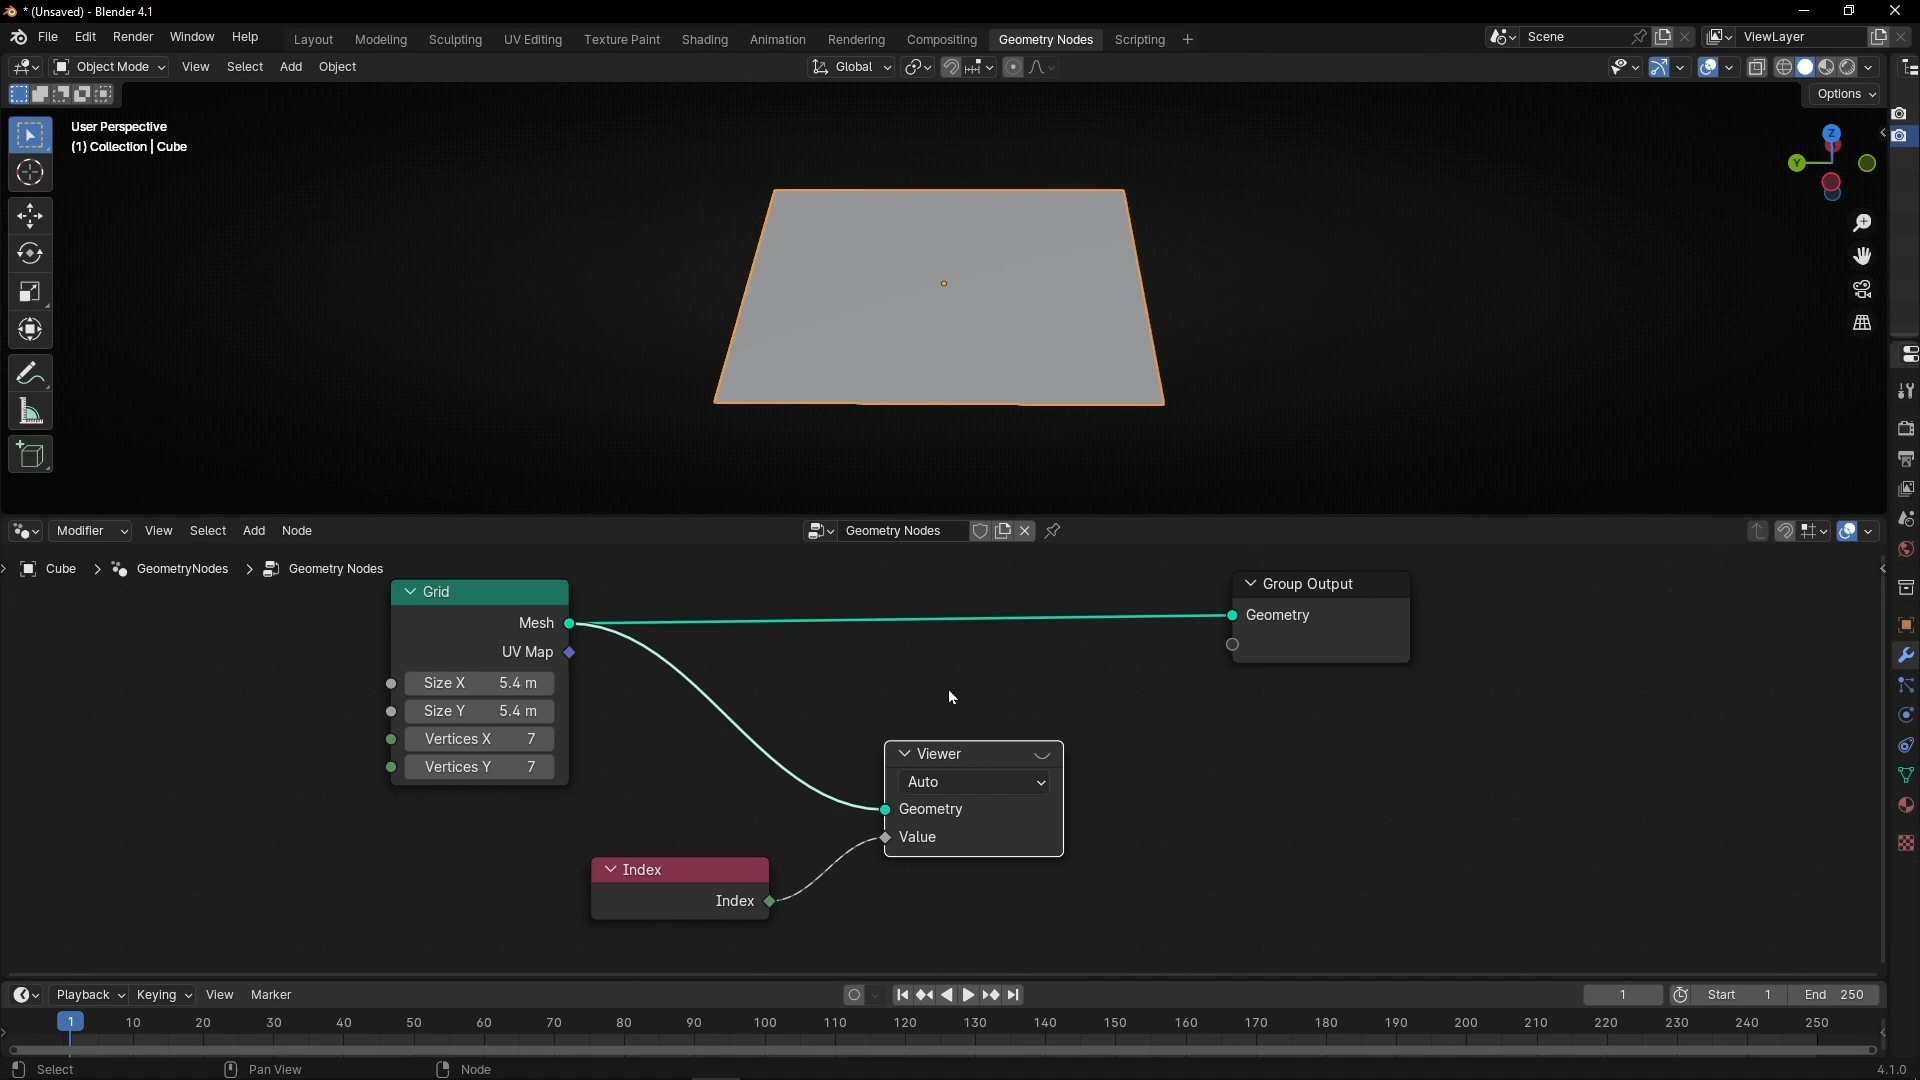 * (Unsaved) - Blender 4.1
File Edit Render Window Help Layout Modeling Sculpting UV Editing Texture Paint Shading Animation Rendering Compositing Geometry Nodes Scripting + Scene ViewLayer
Object Mode View Select Add Object Global
Options
User Perspective
(1) Collection | Cube
Z
Y
Modifier View Select Add Node Geometry Nodes
Cube > GeometryNodes > Geometry Nodes
Grid
Mesh
UV Map
Size X 5.4 m
Size Y 5.4 m
Vertices X 7
Vertices Y 7
Group Output
Geometry
Viewer
Auto
Geometry
Value
Index
Index
Playback Keying View Marker 1 Start 1 End 250
1 10 20 30 40 50 60 70 80 90 100 110 120 130 140 150 160 170 180 190 200 210 220 230 240 250
Select Pan View Node 4.1.0